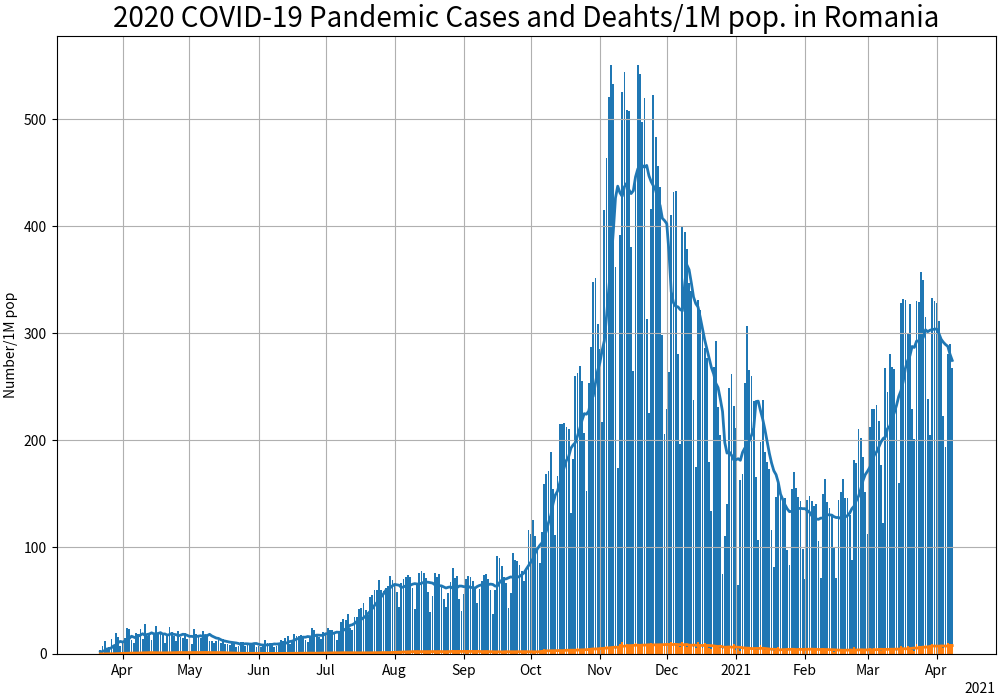 2020 COVID-19 Pandemic Cases and Deahts/1M pop. in Romania
Number/1M pop
500
400
300
200
100
0
Apr May Jun Jul Aug Sep Oct Nov Dec 2021 Feb Mar Apr
2021